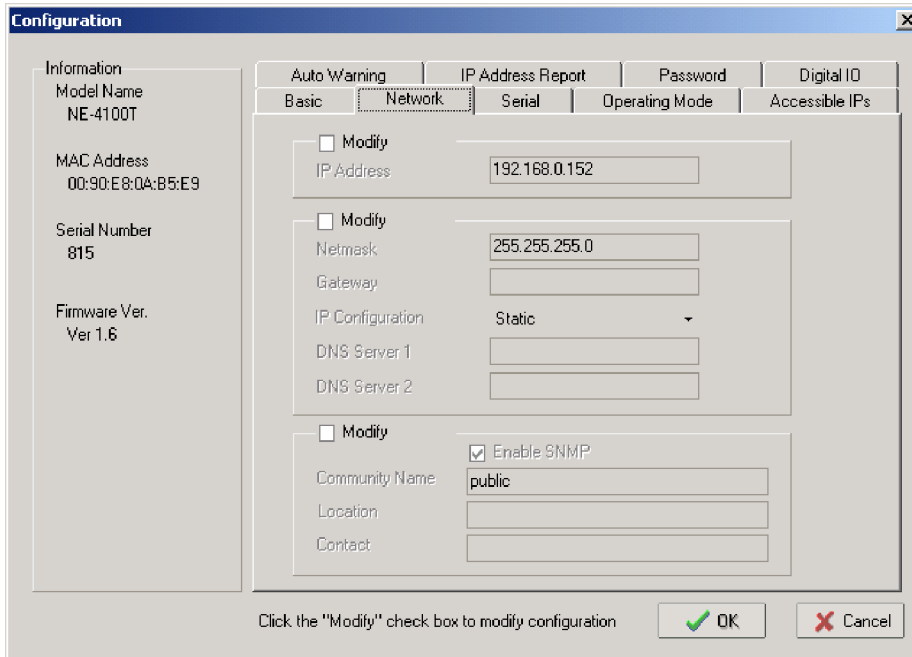 Configuration
Information
Model Name
NE-4100T
MAC Address
00:90:E8:0A:B5:E9
Serial Number
815
Firmware Ver.
Ver 1.6
Auto Warning IP Address Report Password Digital IO
Basic Network Serial Operating Mode Accessible IPs
Modify
IP Address 192.168.0.152
Modify
Netmask 255.255.255.0
Gateway
IP Configuration Static
DNS Server 1
DNS Server 2
Modify
Enable SNMP
Community Name public
Location
Contact
Click the "Modify" check box to modify configuration OK Cancel